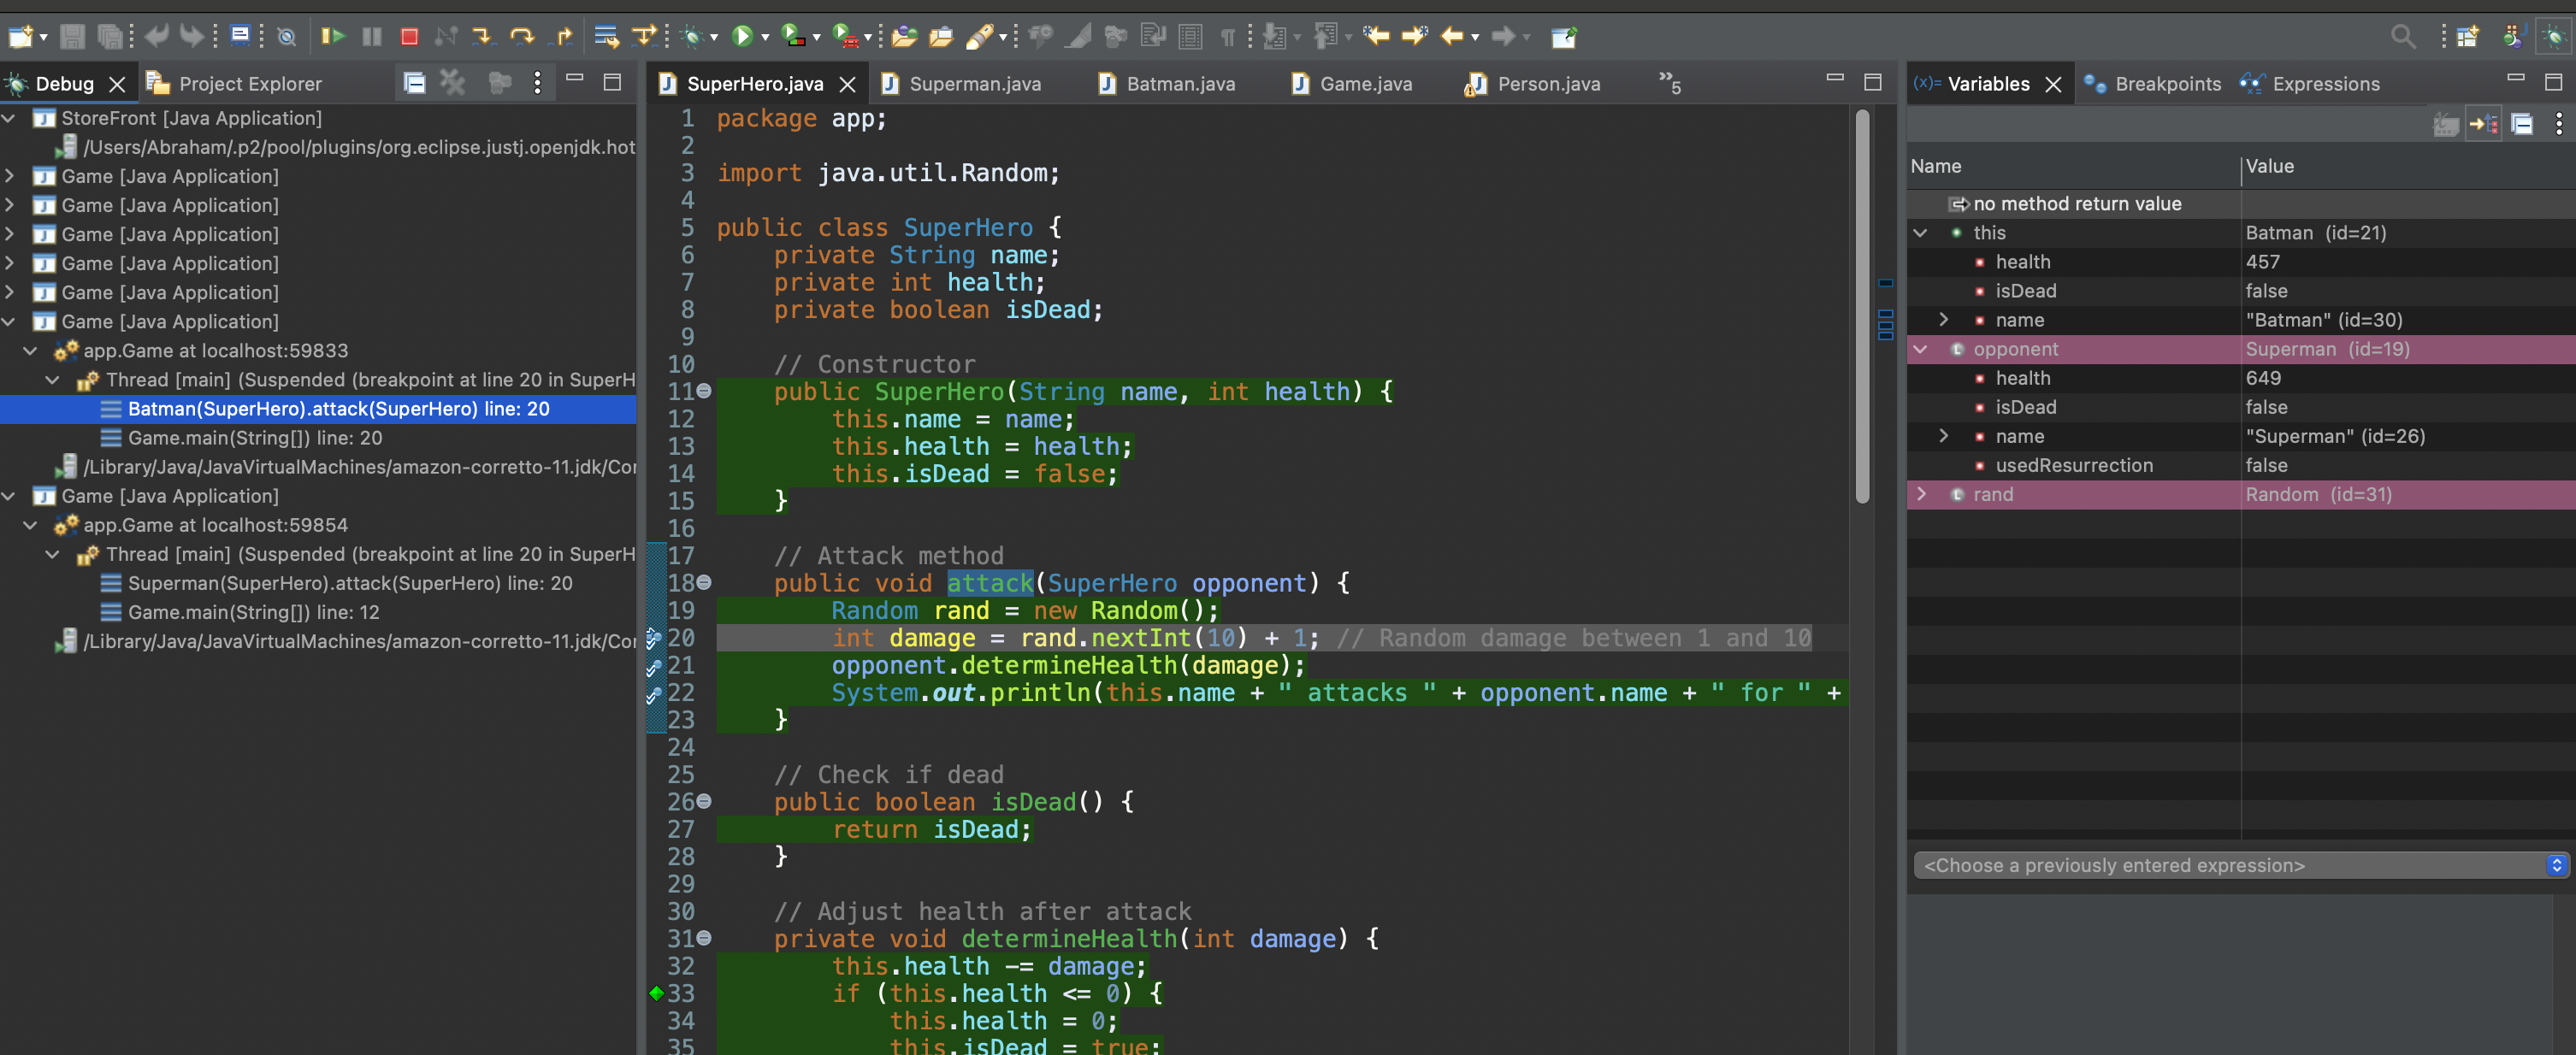 Debug
Project Explorer
StoreFront [Java Application]
/Users/Abraham/.p2/pool/plugins/org.eclipse.justj.openjdk.hot
Game [Java Application]
Game [Java Application]
Game [Java Application]
Game [Java Application]
Game [Java Application]
Game [Java Application]
app.Game at localhost:59833
Thread [main] (Suspended (breakpoint at line 20 in SuperH
Batman(SuperHero).attack(SuperHero) line: 20
Game.main(String[]) line: 20
/Library/Java/JavaVirtualMachines/amazon-corretto-11.jdk/Cor
Game [Java Application]
app.Game at localhost:59854
Thread [main] (Suspended (breakpoint at line 20 in SuperH
Superman(SuperHero).attack(SuperHero) line: 20
Game.main(String[]) line: 12
/Library/Java/JavaVirtualMachines/amazon-corretto-11.jdk/Cor
SuperHero.java
Superman.java
Batman.java
Game.java
Person.java
»5
1 package app;
2
3 import java.util.Random;
4
5 public class SuperHero {
6 private String name;
7 private int health;
8 private boolean isDead;
9
10 // Constructor
11 public SuperHero(String name, int health) {
12 this.name = name;
13 this.health = health;
14 this.isDead = false;
15 }
16
17 // Attack method
18 public void attack(SuperHero opponent) {
19 Random rand = new Random();
20 int damage = rand.nextInt(10) + 1; // Random damage between 1 and 10
21 opponent.determineHealth(damage);
22 System.out.println(this.name + " attacks " + opponent.name + " for " +
23 }
24
25 // Check if dead
26 public boolean isDead() {
27 return isDead;
28 }
29
30 // Adjust health after attack
31 private void determineHealth(int damage) {
32 this.health -= damage;
33 if (this.health <= 0) {
34 this.health = 0;
35 this.isDead = true;
(x)= Variables
Breakpoints
Expressions
Name Value
no method return value
this Batman (id=21)
health 457
isDead false
name "Batman" (id=30)
opponent Superman (id=19)
health 649
isDead false
name "Superman" (id=26)
usedResurrection false
rand Random (id=31)
<Choose a previously entered expression>